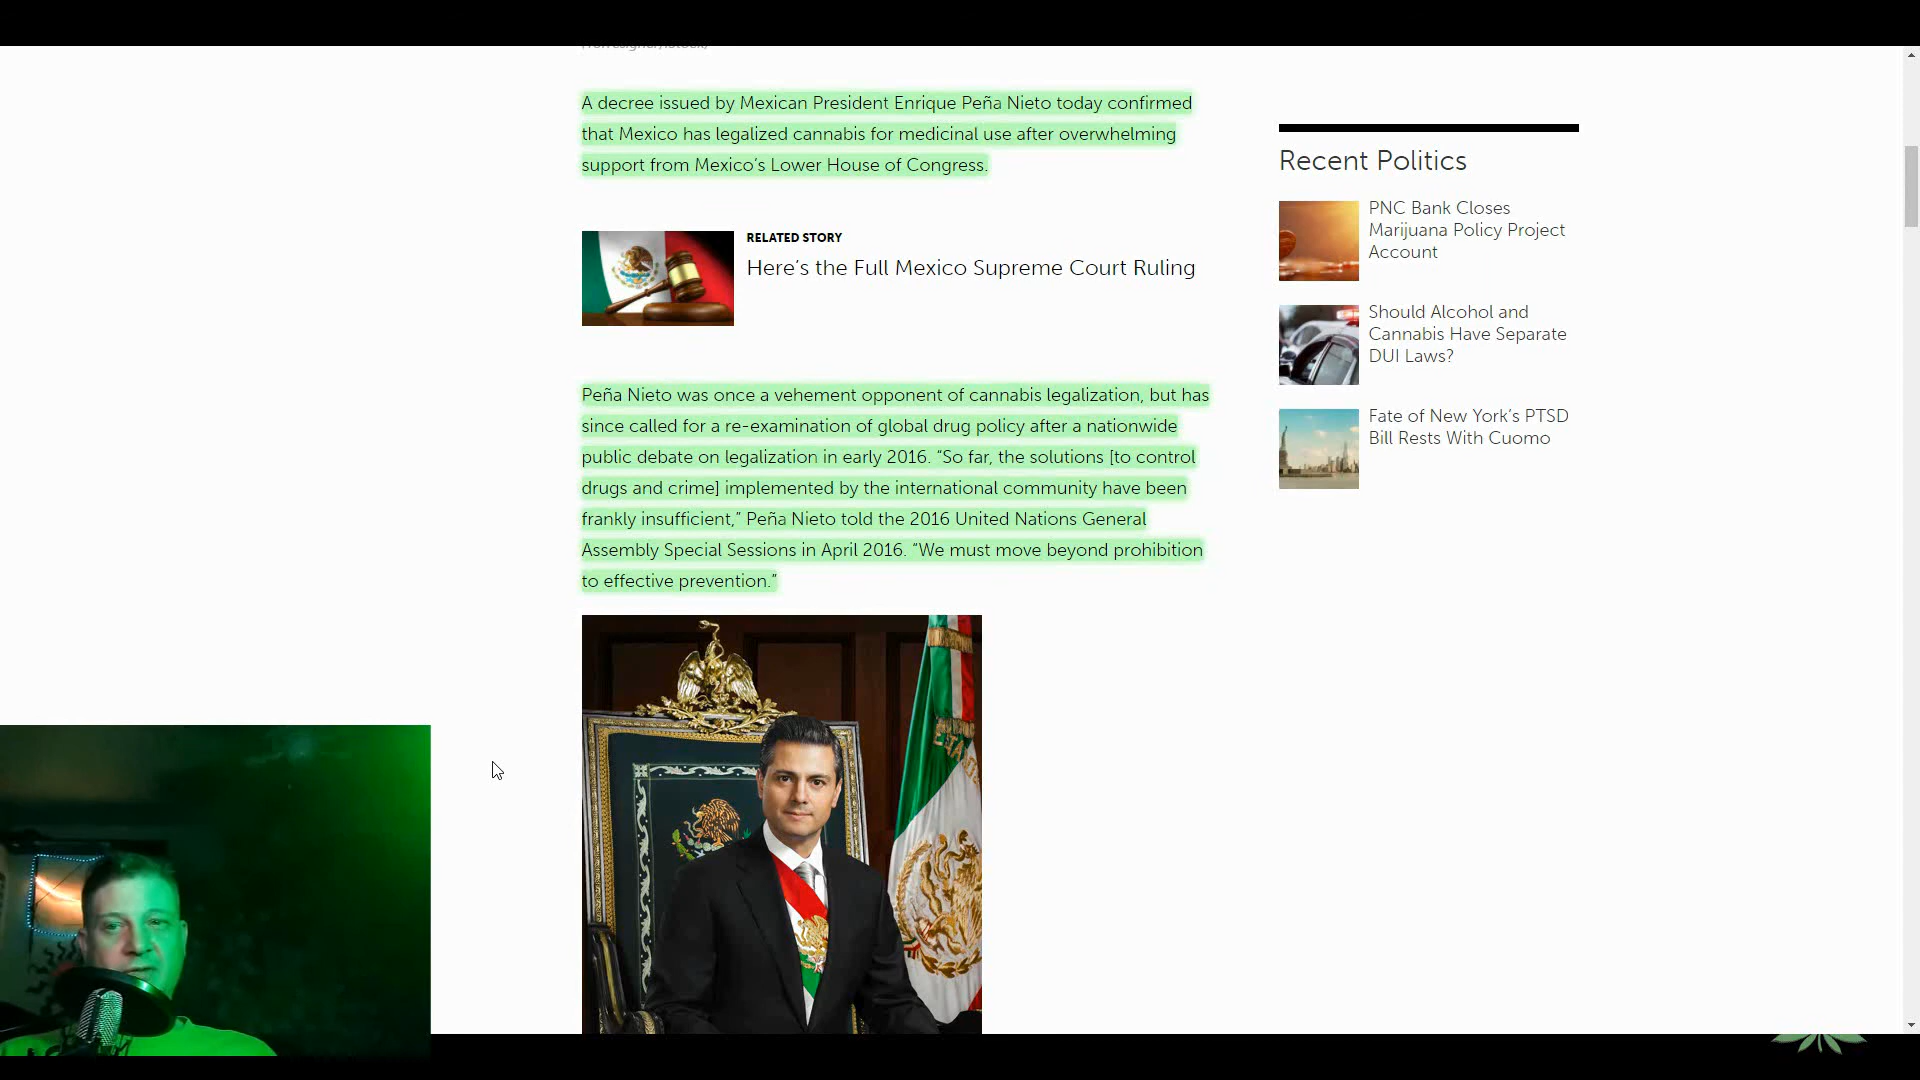 A decree issued by Mexican President Enrique Peña Nieto today confirmed
that Mexico has legalized cannabis for medicinal use after overwhelming
support from Mexico’s Lower House of Congress.
RELATED STORY
Here’s the Full Mexico Supreme Court Ruling
Peña Nieto was once a vehement opponent of cannabis legalization, but has
since called for a re-examination of global drug policy after a nationwide
public debate on legalization in early 2016. “So far, the solutions [to control
drugs and crime] implemented by the international community have been
frankly insufficient,” Peña Nieto told the 2016 United Nations General
Assembly Special Sessions in April 2016. “We must move beyond prohibition
to effective prevention.”
Recent Politics
PNC Bank Closes
Marijuana Policy Project
Account
Should Alcohol and
Cannabis Have Separate
DUI Laws?
Fate of New York’s PTSD
Bill Rests With Cuomo